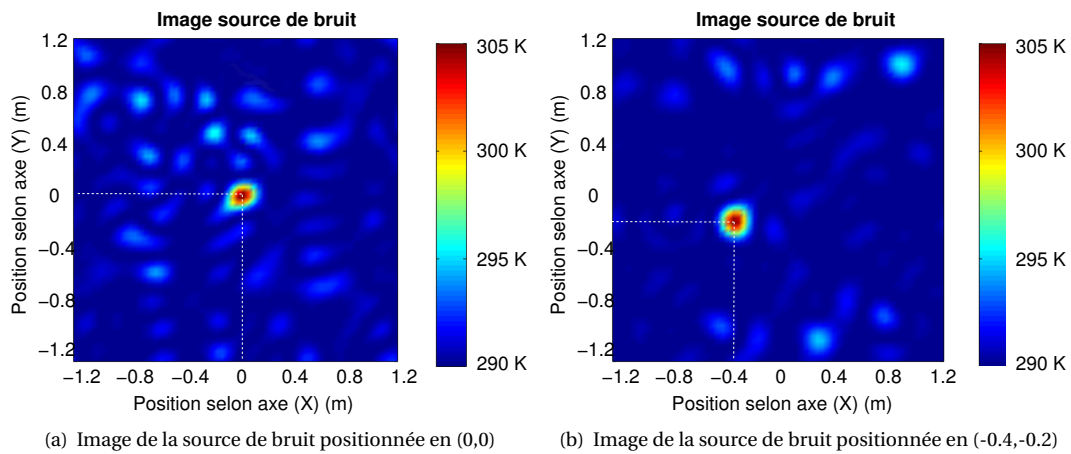 Image source de bruit
1.2
0.8
0.4
0
−0.4
−0.8
−1.2
Position selon axe (Y) (m)
−1.2 −0.8 −0.4 0 0.4 0.8 1.2
Position selon axe (X) (m)
305 K
300 K
295 K
290 K
(a) Image de la source de bruit positionnée en (0,0)
Image source de bruit
1.2
0.8
0.4
0
−0.4
−0.8
−1.2
Position selon axe (Y) (m)
−1.2 −0.8 −0.4 0 0.4 0.8 1.2
Position selon axe (X) (m)
305 K
300 K
295 K
290 K
(b) Image de la source de bruit positionnée en (-0.4,-0.2)